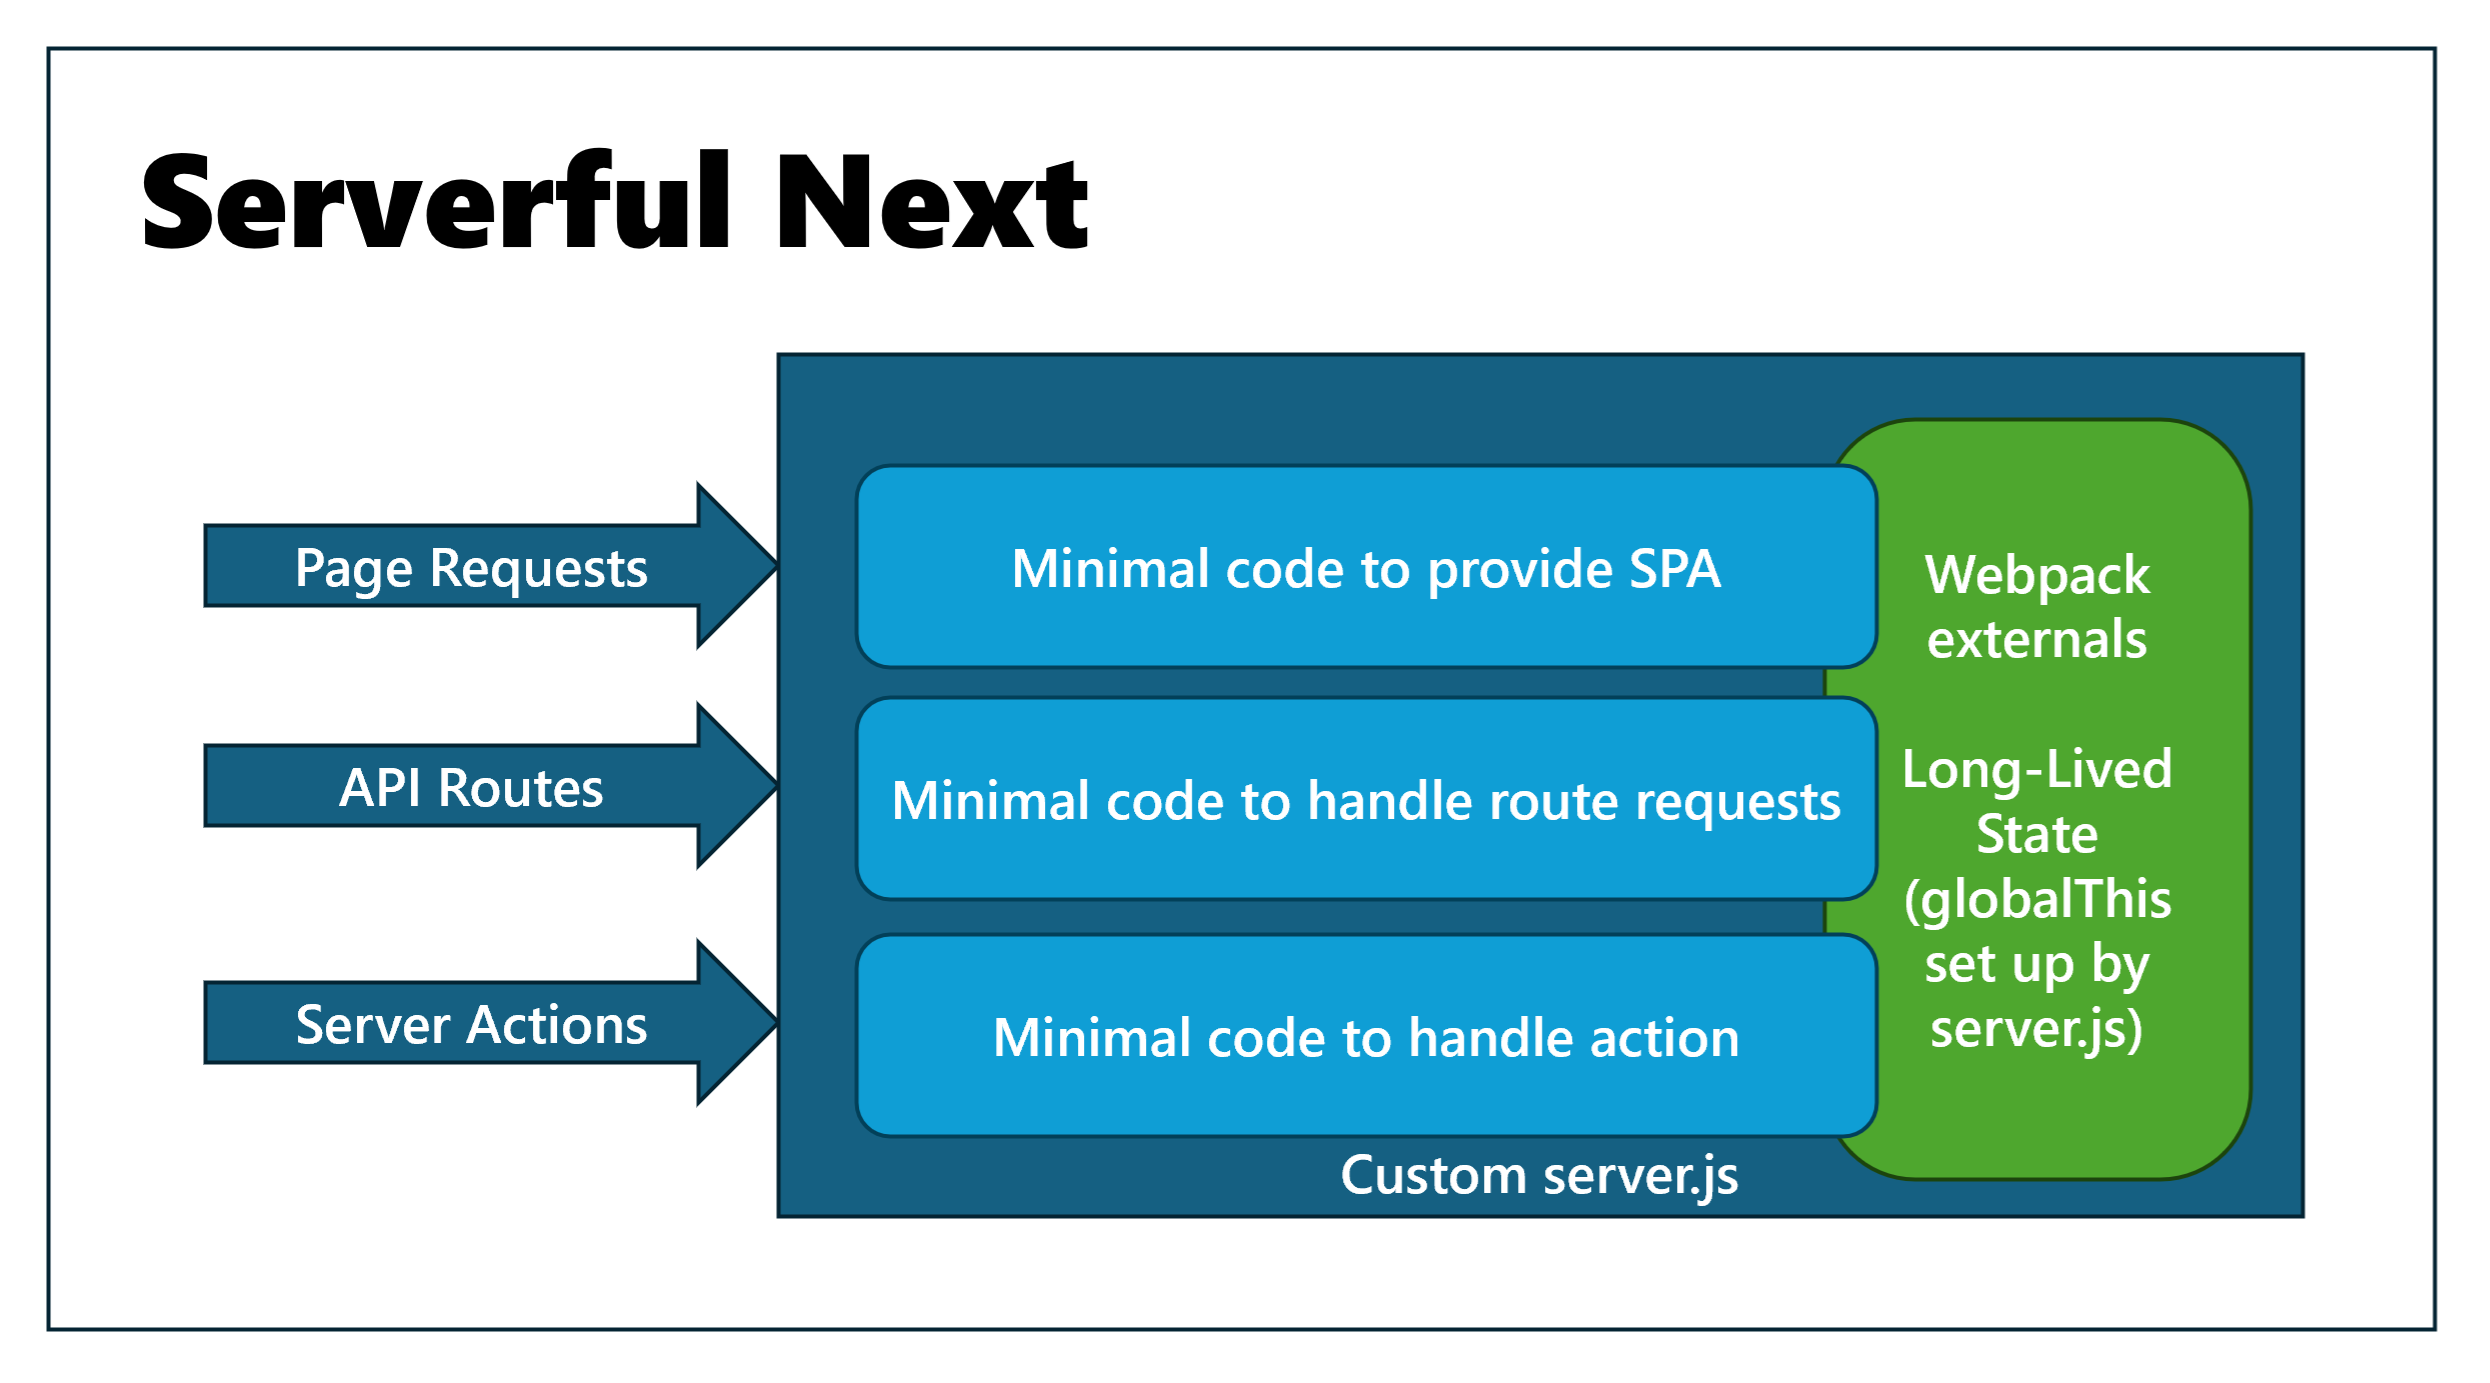 Serverful Next
Page Requests
Minimal code to provide SPA
API Routes
Minimal code to handle route requests
Server Actions
Minimal code to handle action
Webpack
externals
Long-Lived
State
(globalThis
set up by
server.js)
Custom server.js